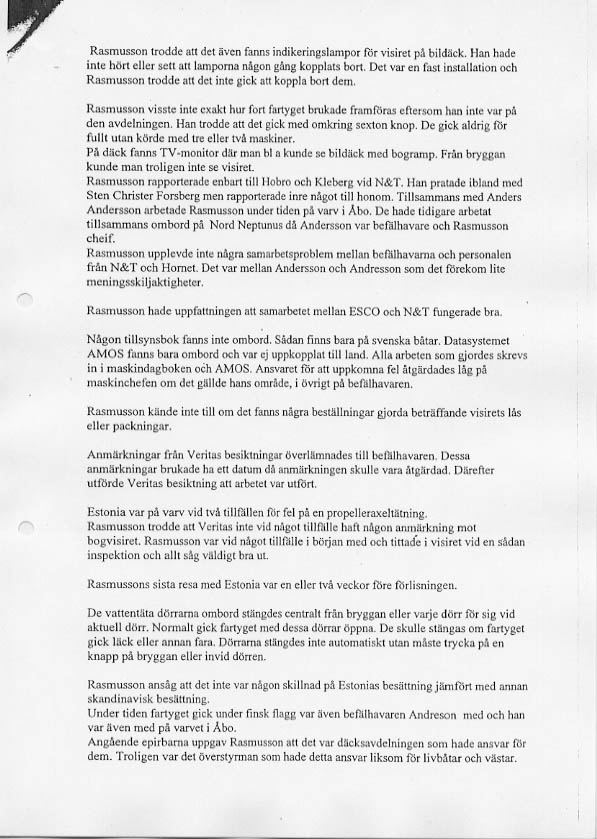 Rasmusson trodde att det även fanns indikeringslampor för visiret på bildäck. Han hade
inte hört eller sett att lamporna någon gång kopplats bort. Det var en fast installation och
Rasmusson trodde att det inte gick att koppla bort dem.
Rasmusson visste inte exakt hur fort fartyget brukade framföras eftersom han inte var på
den avdelningen. Han trodde att det gick med omkring sexton knop. De gick aldrig för
fullt utan körde med tre eller två maskiner.
På däck fanns TV-monitor där man bl a kunde se bildäck med bogramp. Från bryggan
kunde man troligen inte se visiret.
Rasmusson rapporterade enbart till Hobro och Kleberg vid N&T. Han pratade ibland med
Sten Christer Forsberg men rapporterade inre något till honom. Tillsammans med Anders
Andersson arbetade Rasmusson under tiden på varv i Åbo. De hade tidigare arbetat
tillsammans ombord på Nord Neptunus då Andersson var befälhavare och Rasmusson
cheif.
Rasmusson upplevde inte några samarbetsproblem mellan befälhavarna och personalen
från N&T och Hornet. Det var mellan Andersson och Andresson som det förekom lite
meningsskiljaktigheter.
Rasmusson hade uppfattningen att samarbetet mellan ESCO och N&T fungerade bra.
Någon tillsynsbok fanns inte ombord. Sådan finns bara på svenska båtar. Datasystemet
AMOS fanns bara ombord och var ej uppkopplat till land. Alla arbeten som gjordes skrevs
in i maskindagboken och AMOS. Ansvaret för att uppkomna fel åtgärdades låg på
maskinchefen om det gällde hans område, i övrigt på befälhavaren.
Rasmusson kände inte till om det fanns några beställningar gjorda beträffande visirets lås
eller packningar.
Anmärkningar från Veritas besiktningar överlämnades till befälhavaren. Dessa
anmärkningar brukade ha ett datum då anmärkningen skulle vara åtgärdad. Därefter
utförde Veritas besiktning att arbetet var utfört.
Estonia var på varv vid två tillfällen för fel på en propelleraxeltätning.
Rasmusson trodde att Veritas inte vid något tillfälle haft någon anmärkning mot
bogvisiret. Rasmusson var vid något tillfälle i början med och tittade i visiret vid en sådan
inspektion och allt såg väldigt bra ut.
Rasmussons sista resa med Estonia var en eller två veckor före förlisningen.
De vattentäta dörrarna ombord stängdes centralt från bryggan eller varje dörr för sig vid
aktuell dörr. Normalt gick fartyget med dessa dörrar öppna. De skulle stängas om fartyget
gick läck eller annan fara. Dörrarna stängdes inte automatiskt utan måste trycka på en
knapp på bryggan eller invid dörren.
Rasmusson ansåg att det inte var någon skillnad på Estonias besättning jämfört med annan
skandinavisk besättning.
Under tiden fartyget gick under finsk flagg var även befälhavaren Andreson med och han
var även med på varvet i Åbo.
Angående epirbarna uppgav Rasmusson att det var däcksavdelningen som hade ansvar för
dem. Troligen var det överstyrman som hade detta ansvar liksom för livbåtar och västar.